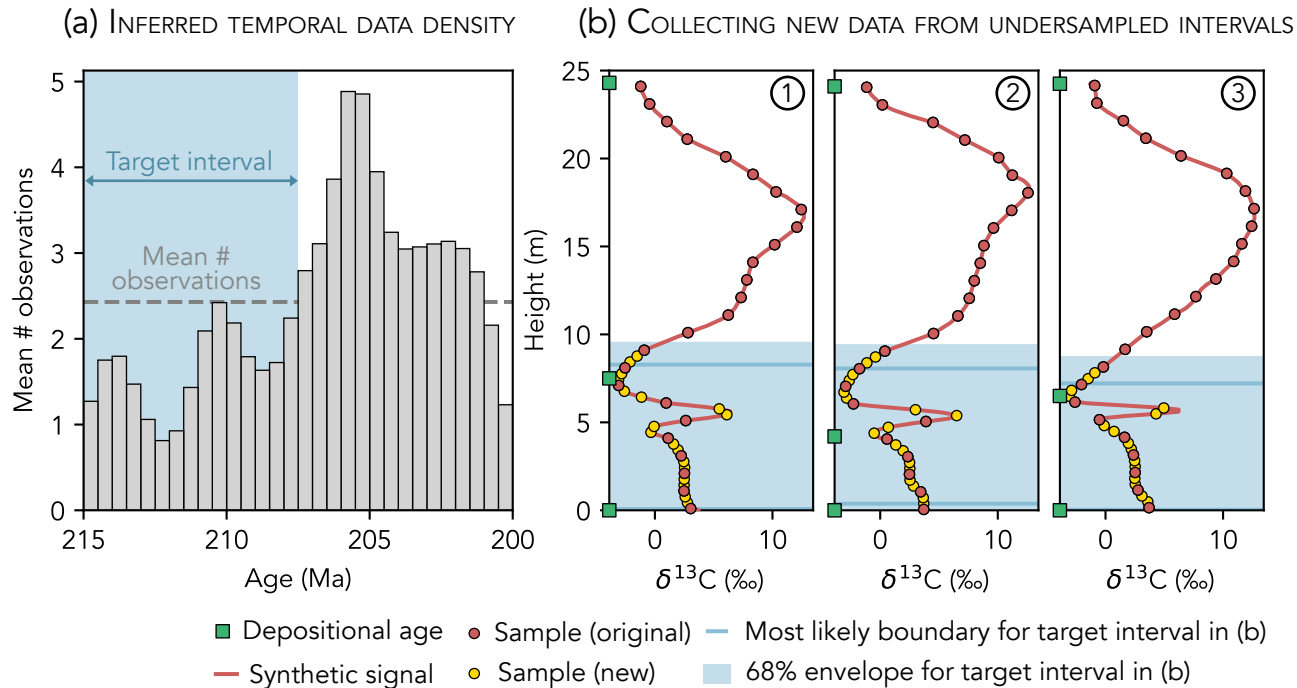 (a) INFERRED TEMPORAL DATA DENSITY
(b) COLLECTING NEW DATA FROM UNDERSAMPLED INTERVALS
Mean # observations
5
4
3
2
1
0
Target interval
Mean #
observations
215
210
205
200
Age (Ma)
Height (m)
25
20
15
10
5
0
1
2
3
0
10
0
10
0
10
δ¹³C (‰)
δ¹³C (‰)
δ¹³C (‰)
Depositional age
Sample (original)
Most likely boundary for target interval in (b)
Synthetic signal
Sample (new)
68% envelope for target interval in (b)